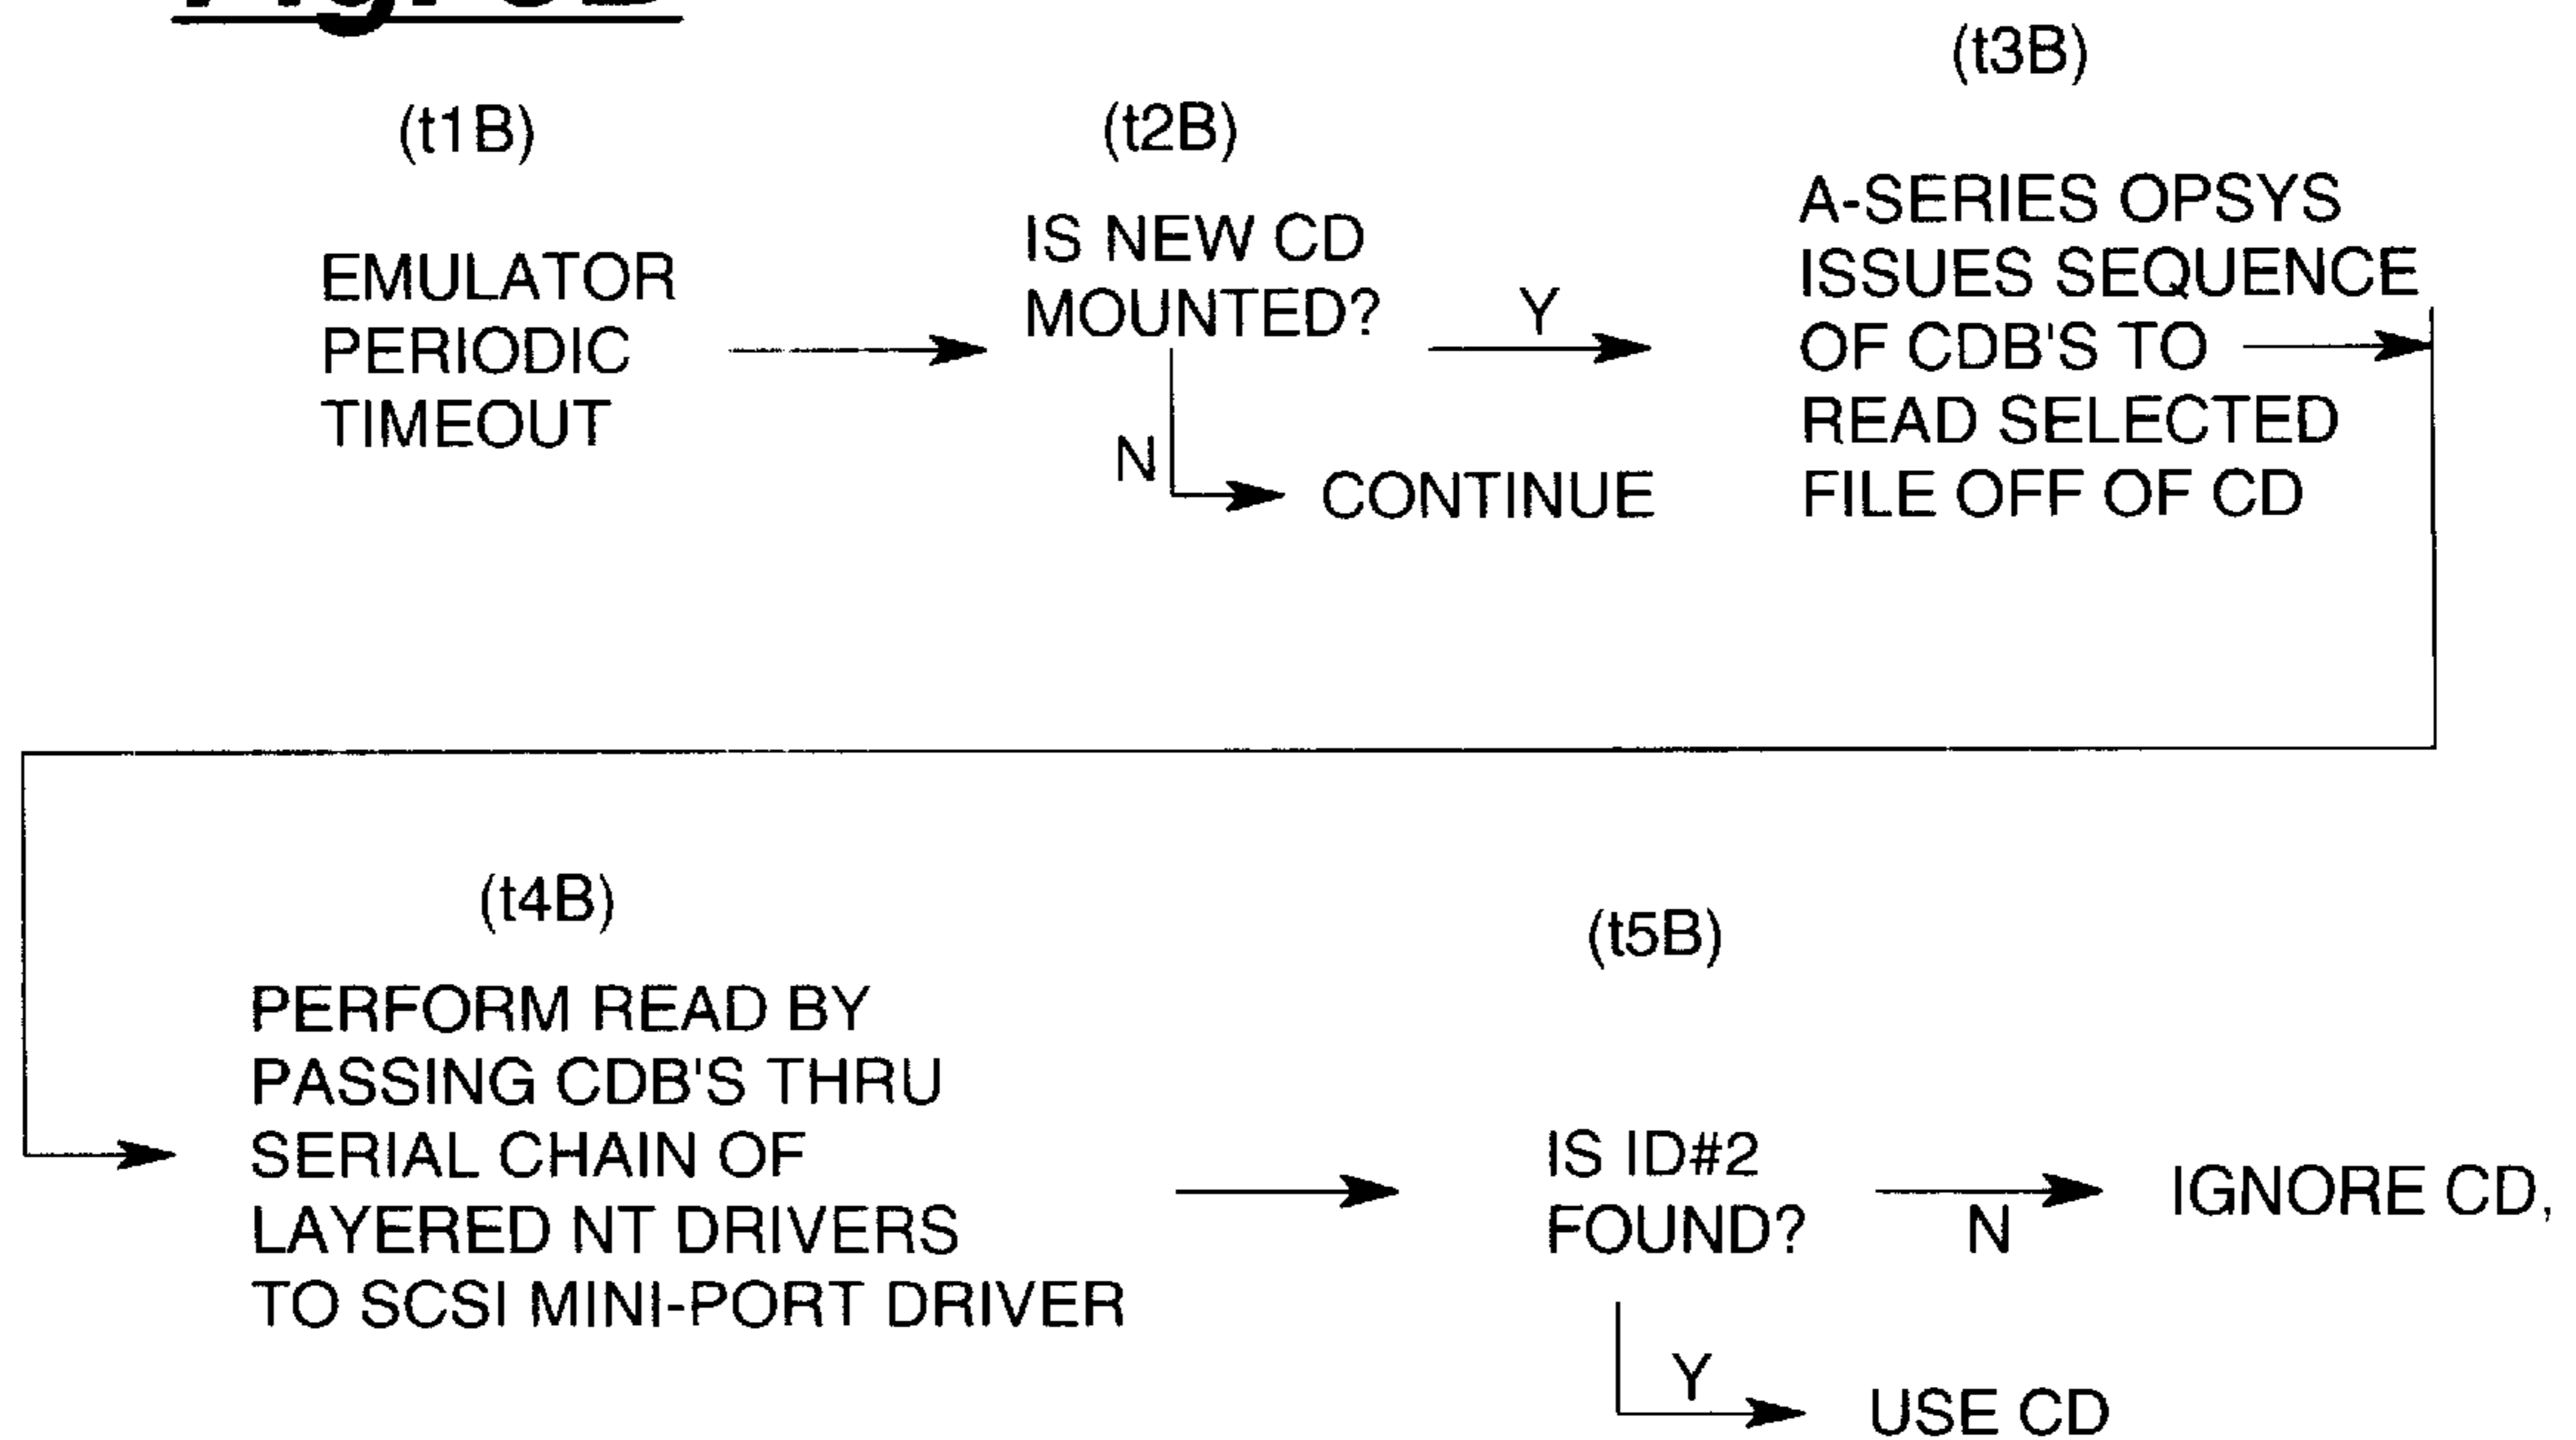 (t1B)
EMULATOR
PERIODIC
TIMEOUT
(t2B)
IS NEW CD
MOUNTED?
Y
N
CONTINUE
(t3B)
A-SERIES OPSYS
ISSUES SEQUENCE
OF CDB'S TO
READ SELECTED
FILE OFF OF CD
(t4B)
PERFORM READ BY
PASSING CDB'S THRU
SERIAL CHAIN OF
LAYERED NT DRIVERS
TO SCSI MINI-PORT DRIVER
(t5B)
IS ID#2
FOUND?
N
IGNORE CD,
Y
USE CD